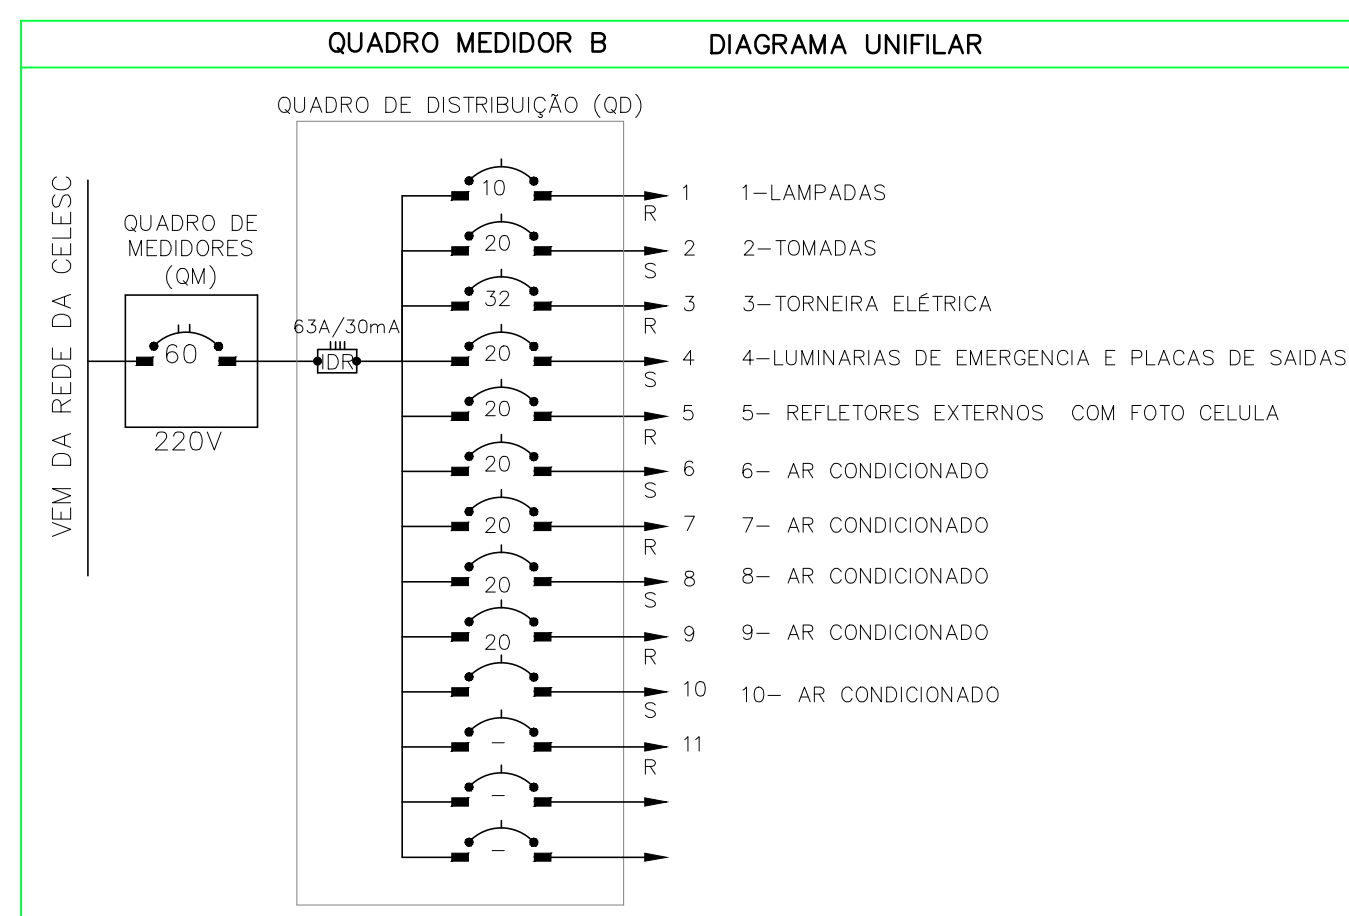 QUADRO MEDIDOR B DIAGRAMA UNIFILAR
QUADRO DE DISTRIBUIÇÃO (QD)
VEM DA REDE DA CELESC
QUADRO DE
MEDIDORES
(QM)
60
220V
63A/30mA
IDR
10 R 1 1-LAMPADAS
20 S 2 2-TOMADAS
32 R 3 3-TORNEIRA ELÉTRICA
20 S 4 4-LUMINARIAS DE EMERGENCIA E PLACAS DE SAIDAS
20 R 5 5- REFLETORES EXTERNOS COM FOTO CELULA
20 S 6 6- AR CONDICIONADO
20 R 7 7- AR CONDICIONADO
20 S 8 8- AR CONDICIONADO
20 R 9 9- AR CONDICIONADO
S 10 10- AR CONDICIONADO
- R 11
-
-